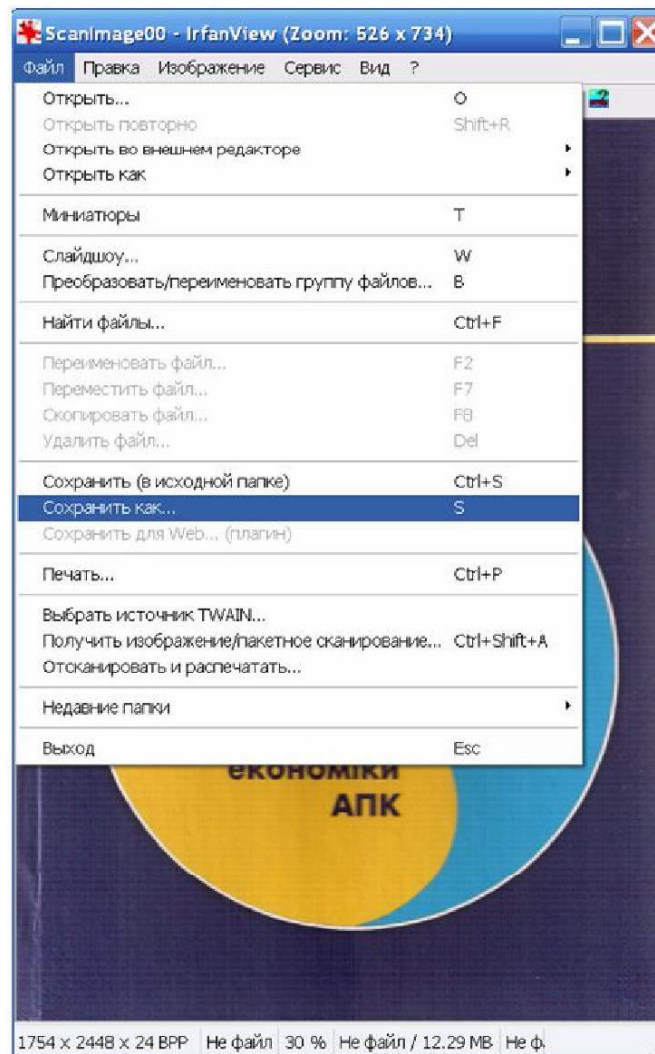 ScanImage00 - IrfanView (Zoom: 526 x 734)
Файл Правка Изображение Сервис Вид ?
Открыть... O
Открыть повторно Shift+R
Открыть во внешнем редакторе
Открыть как
Миниатюры T
Слайдшоу... W
Преобразовать/переименовать группу файлов... B
Найти файлы... Ctrl+F
Переименовать файл... F2
Переместить файл... F7
Скопировать файл... F8
Удалить файл... Del
Сохранить (в исходной папке) Ctrl+S
Сохранить как... S
Сохранить для Web... (плагин)
Печать... Ctrl+P
Выбрать источник TWAIN...
Получить изображение/пакетное сканирование... Ctrl+Shift+A
Отсканировать и распечатать...
Недавние папки
Выход Esc
економіки
АПК
1754 x 2448 x 24 BPP Не файл 30 % Не файл / 12.29 MB Не ф